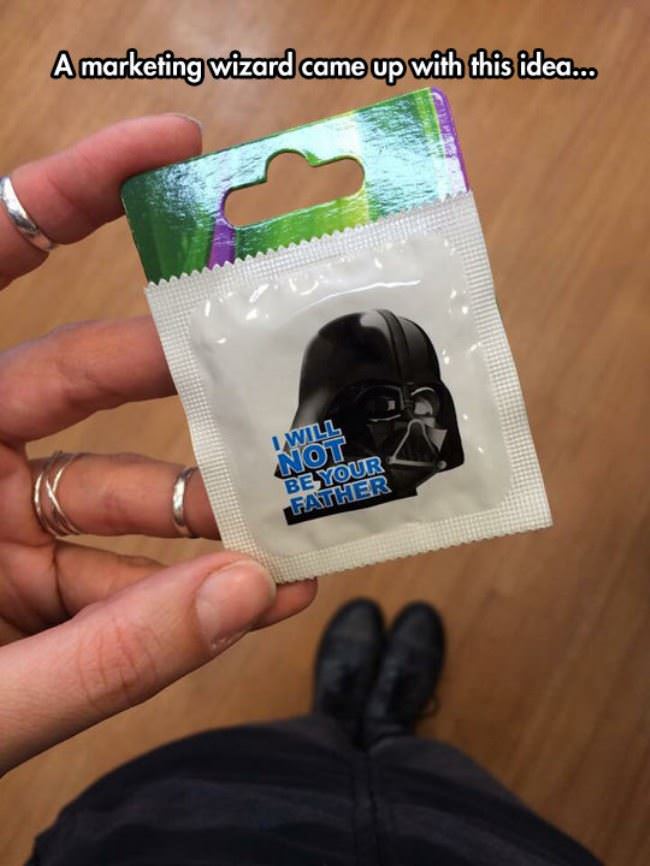 A marketing wizard came up with this idea...
I WILL
NOT
BE YOUR
FATHER